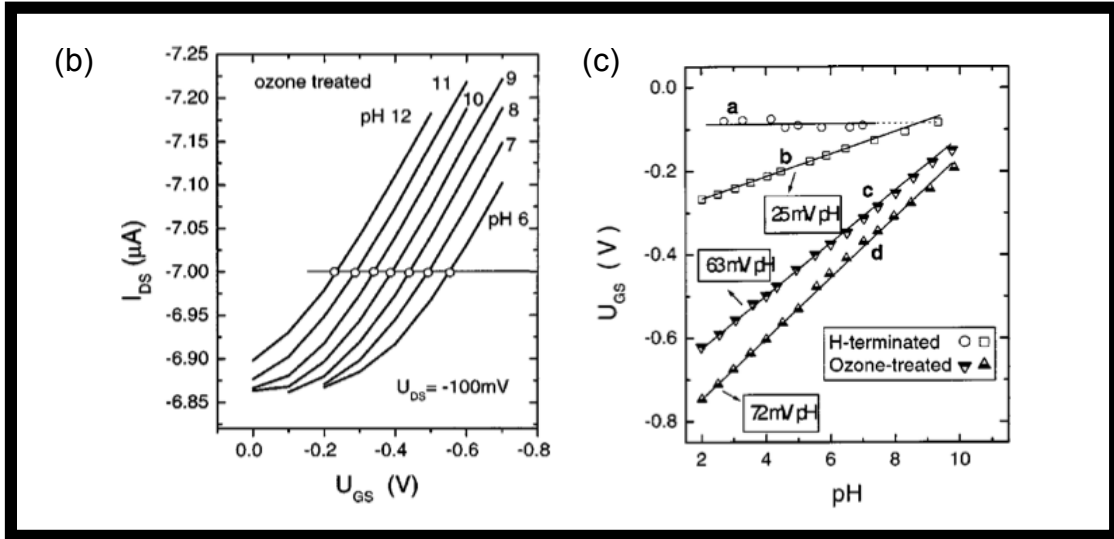 (b)
-7.25
-7.20
-7.15
-7.10
-7.05
-7.00
-6.95
-6.90
-6.85
I_DS (μA)
ozone treated
pH 12
11
10
9
8
7
pH 6
U_DS= -100mV
0.0 -0.2 -0.4 -0.6 -0.8
U_GS (V)
(c)
-0.0
-0.2
-0.4
-0.6
-0.8
U_GS (V)
a
b
25mV pH
c
63mV pH
d
H-terminated
Ozone-treated
72mV pH
2 4 6 8 10
pH